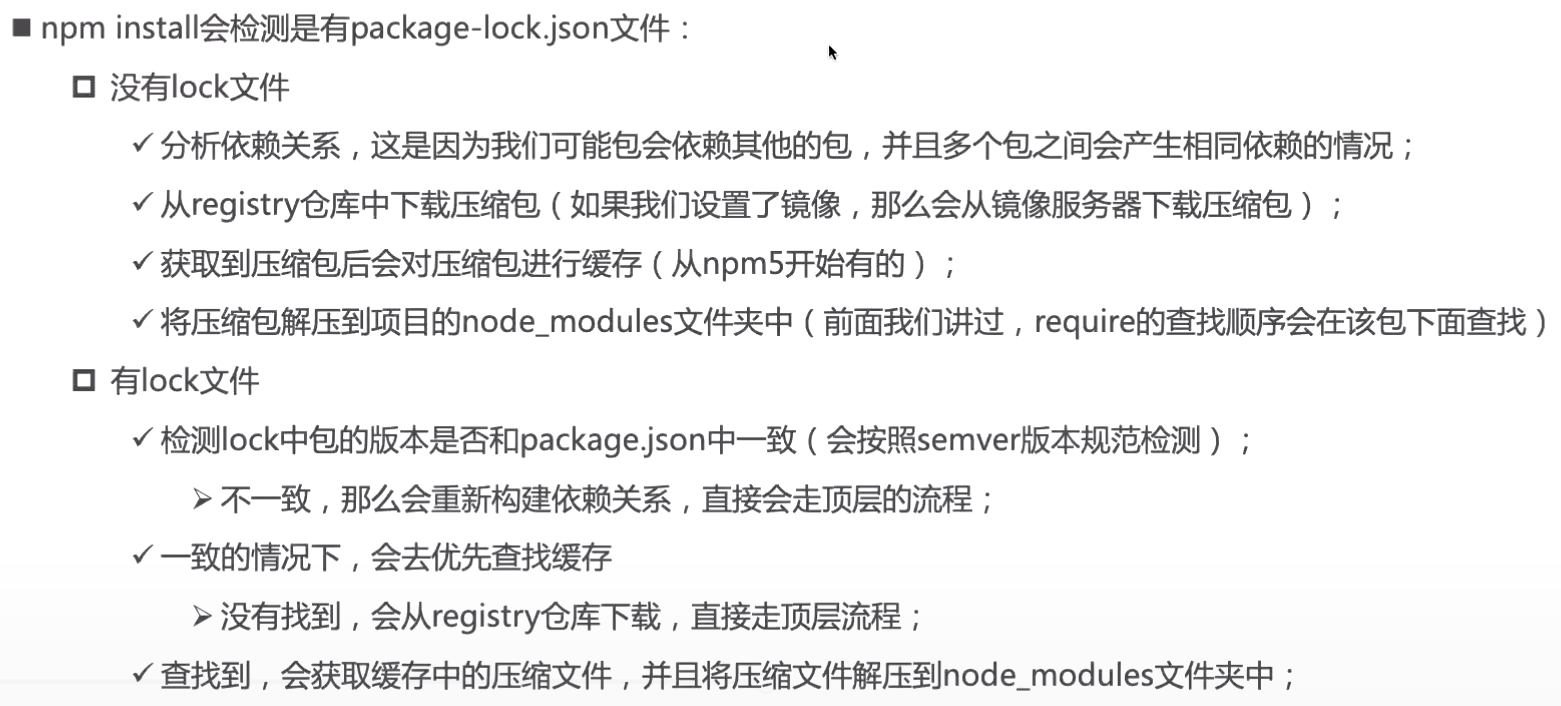 npm install会检测是有package-lock.json文件：
没有lock文件
分析依赖关系，这是因为我们可能包会依赖其他的包，并且多个包之间会产生相同依赖的情况；
从registry仓库中下载压缩包（如果我们设置了镜像，那么会从镜像服务器下载压缩包）；
获取到压缩包后会对压缩包进行缓存（从npm5开始有的）；
将压缩包解压到项目的node_modules文件夹中（前面我们讲过，require的查找顺序会在该包下面查找）
有lock文件
检测lock中包的版本是否和package.json中一致（会按照semver版本规范检测）；
不一致，那么会重新构建依赖关系，直接会走顶层的流程；
一致的情况下，会去优先查找缓存
没有找到，会从registry仓库下载，直接走顶层流程；
查找到，会获取缓存中的压缩文件，并且将压缩文件解压到node_modules文件夹中；